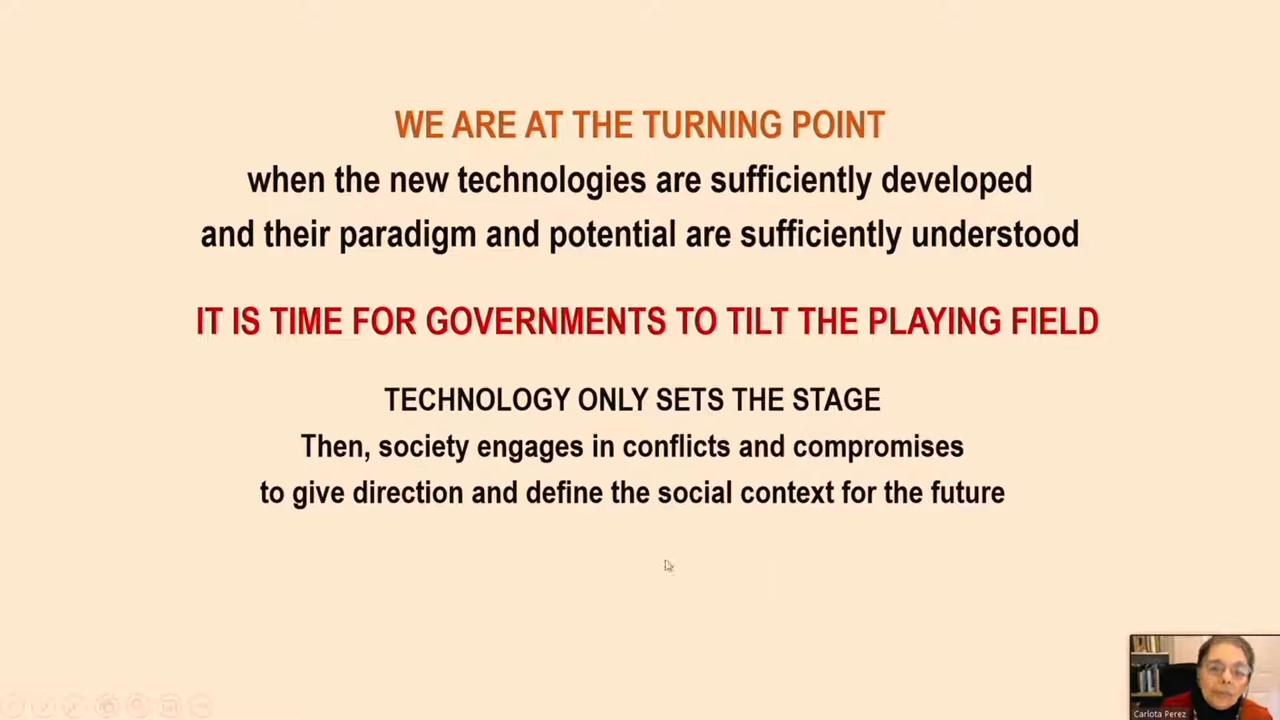 WE ARE AT THE TURNING POINT
when the new technologies are sufficiently developed
and their paradigm and potential are sufficiently understood
IT IS TIME FOR GOVERNMENTS TO TILT THE PLAYING FIELD
TECHNOLOGY ONLY SETS THE STAGE
Then, society engages in conflicts and compromises
to give direction and define the social context for the future
Carlota Perez